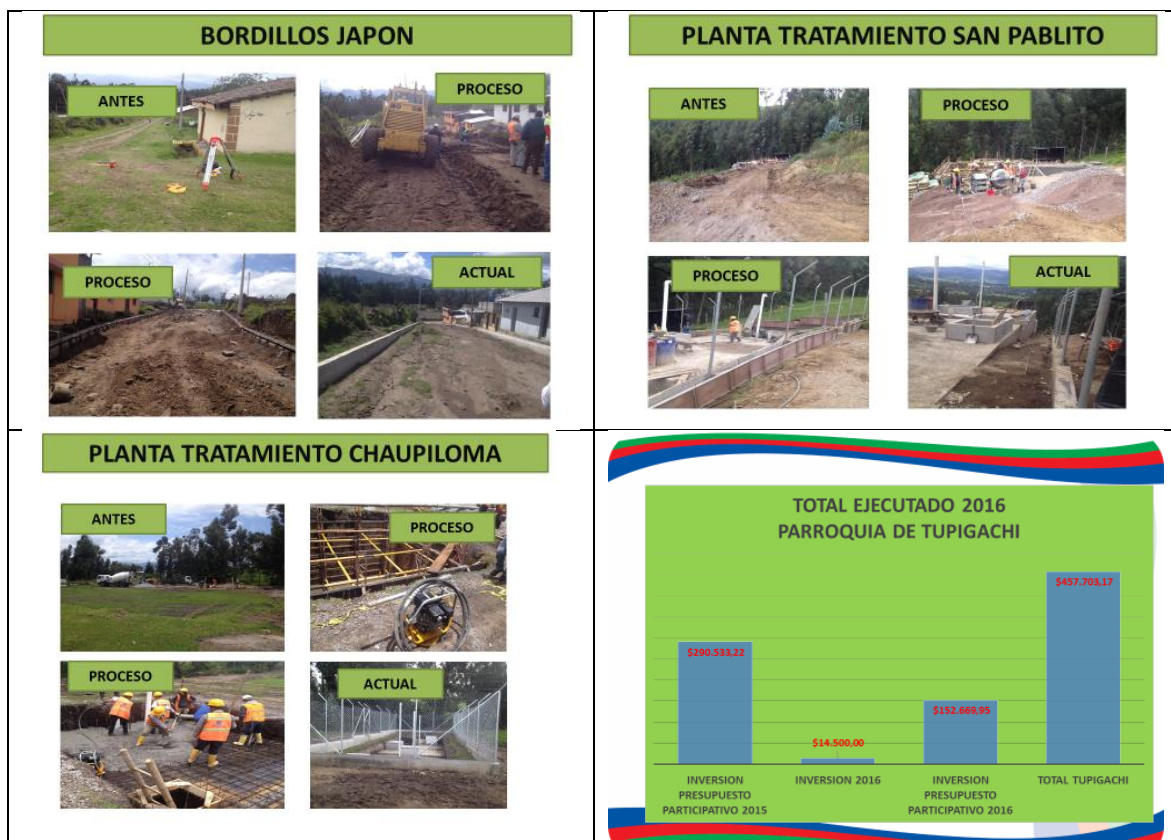 BORDILLOS JAPON
ANTES
PROCESO
PROCESO
ACTUAL
PLANTA TRATAMIENTO SAN PABLITO
ANTES
PROCESO
PROCESO
ACTUAL
PLANTA TRATAMIENTO CHAUPILOMA
ANTES
PROCESO
PROCESO
ACTUAL
TOTAL EJECUTADO 2016
PARROQUIA DE TUPIGACHI
$290.533,22
$14.500,00
$152.669,95
$457.703,17
INVERSION
PRESUPUESTO
PARTICIPATIVO 2015
INVERSION 2016
INVERSION
PRESUPUESTO
PARTICIPATIVO 2016
TOTAL TUPIGACHI